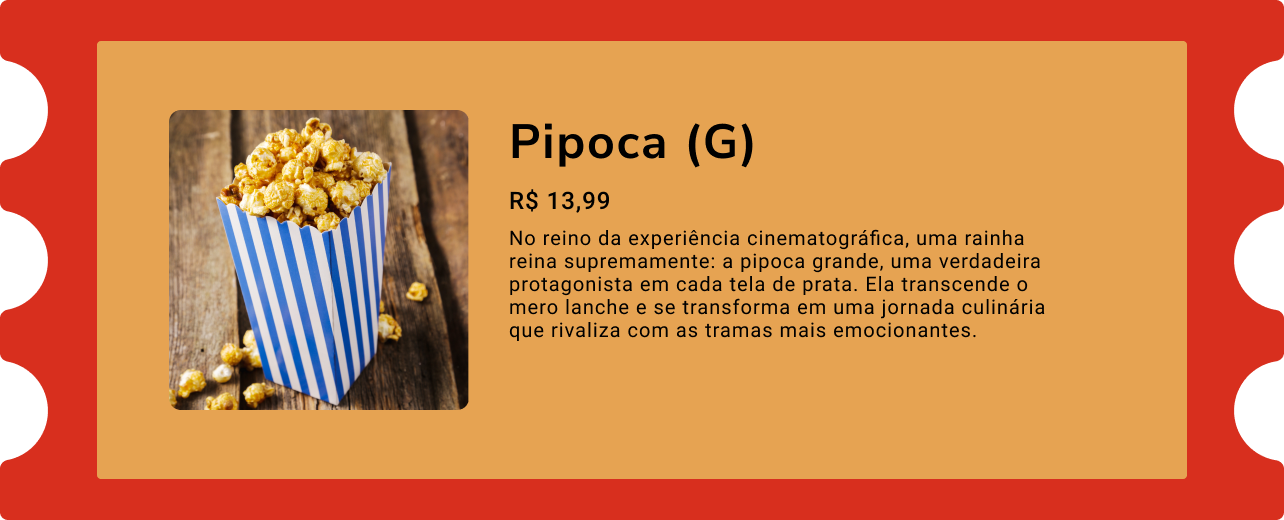 Pipoca (G)
R$ 13,99
No reino da experiência cinematográfica, uma rainha
reina supremamente: a pipoca grande, uma verdadeira
protagonista em cada tela de prata. Ela transcende o
mero lanche e se transforma em uma jornada culinária
que rivaliza com as tramas mais emocionantes.